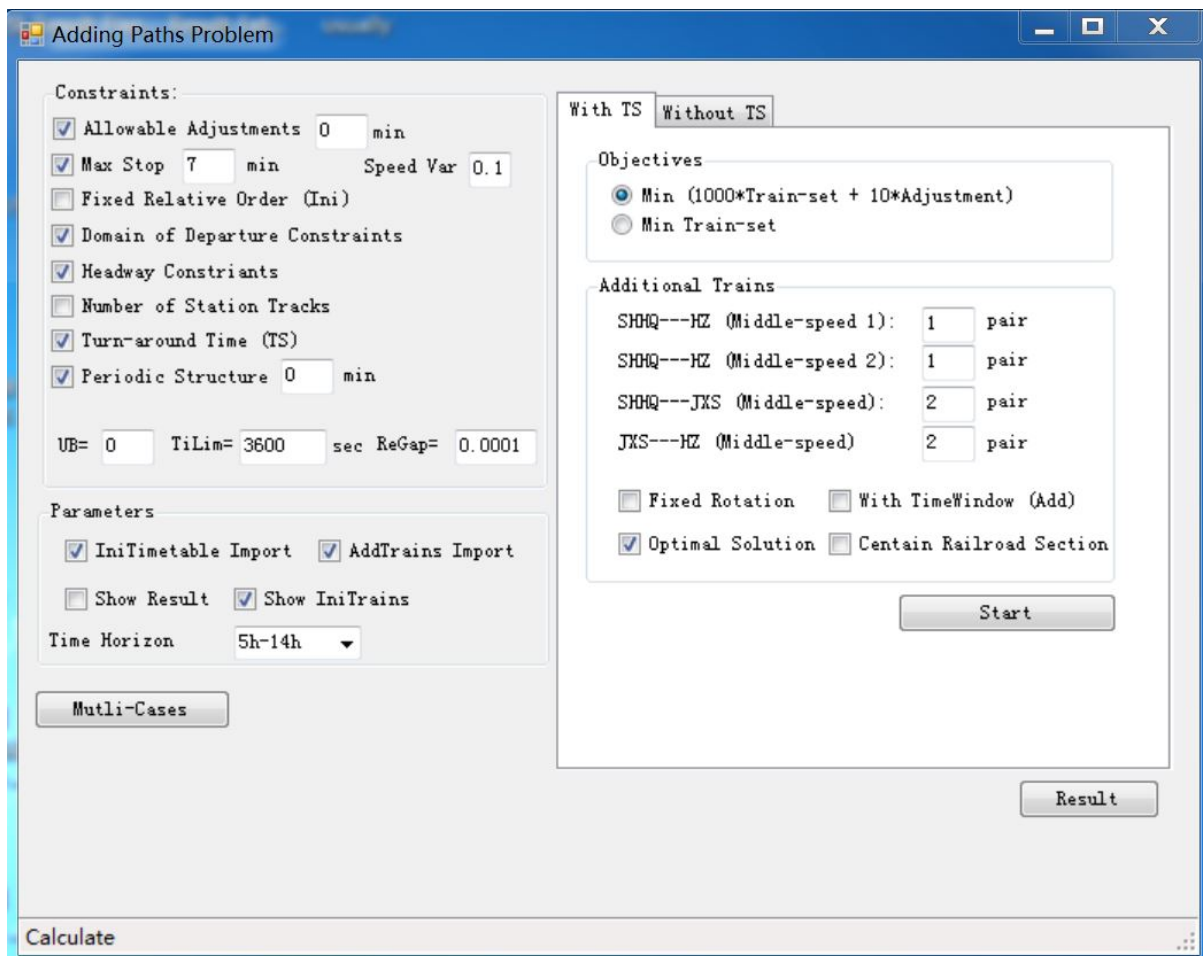 usually
Adding Paths Problem
Constraints:
Allowable Adjustments 0 min
Max Stop 7 min Speed Var 0.1
Fixed Relative Order (Ini)
Domain of Departure Constraints
Headway Constriants
Number of Station Tracks
Turn-around Time (TS)
Periodic Structure 0 min
UB= 0 TiLim= 3600 sec ReGap= 0.0001
Parameters
IniTimetable Import AddTrains Import
Show Result Show IniTrains
Time Horizon 5h-14h
Mutli-Cases
With TS Without TS
Objectives
Min (1000*Train-set + 10*Adjustment)
Min Train-set
Additional Trains
SHHQ---HZ (Middle-speed 1): 1 pair
SHHQ---HZ (Middle-speed 2): 1 pair
SHHQ---JXS (Middle-speed): 2 pair
JXS---HZ (Middle-speed) 2 pair
Fixed Rotation With TimeWindow (Add)
Optimal Solution Centain Railroad Section
Start
Result
Calculate